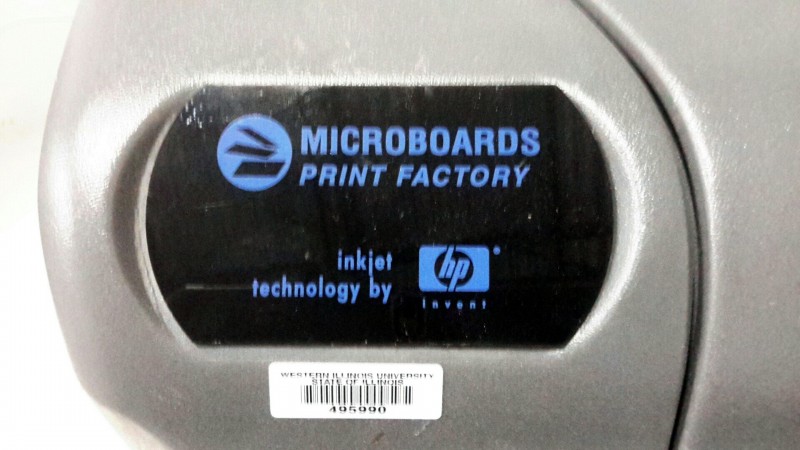 MICROBOARDS
PRINT FACTORY
inkjet
technology by
hp
invent
WESTERN ILLINOIS UNIVERSITY
STATE OF ILLINOIS
495990